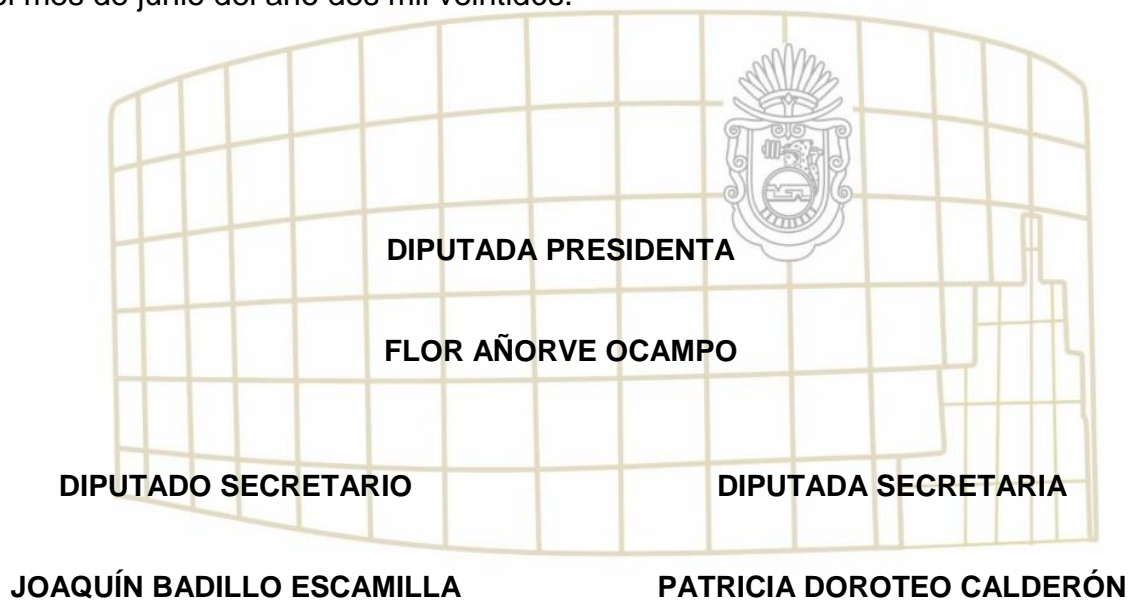 el mes de junio del año dos mil veintidós.
DIPUTADA PRESIDENTA
FLOR AÑORVE OCAMPO
DIPUTADO SECRETARIO
DIPUTADA SECRETARIA
JOAQUÍN BADILLO ESCAMILLA
PATRICIA DOROTEO CALDERÓN